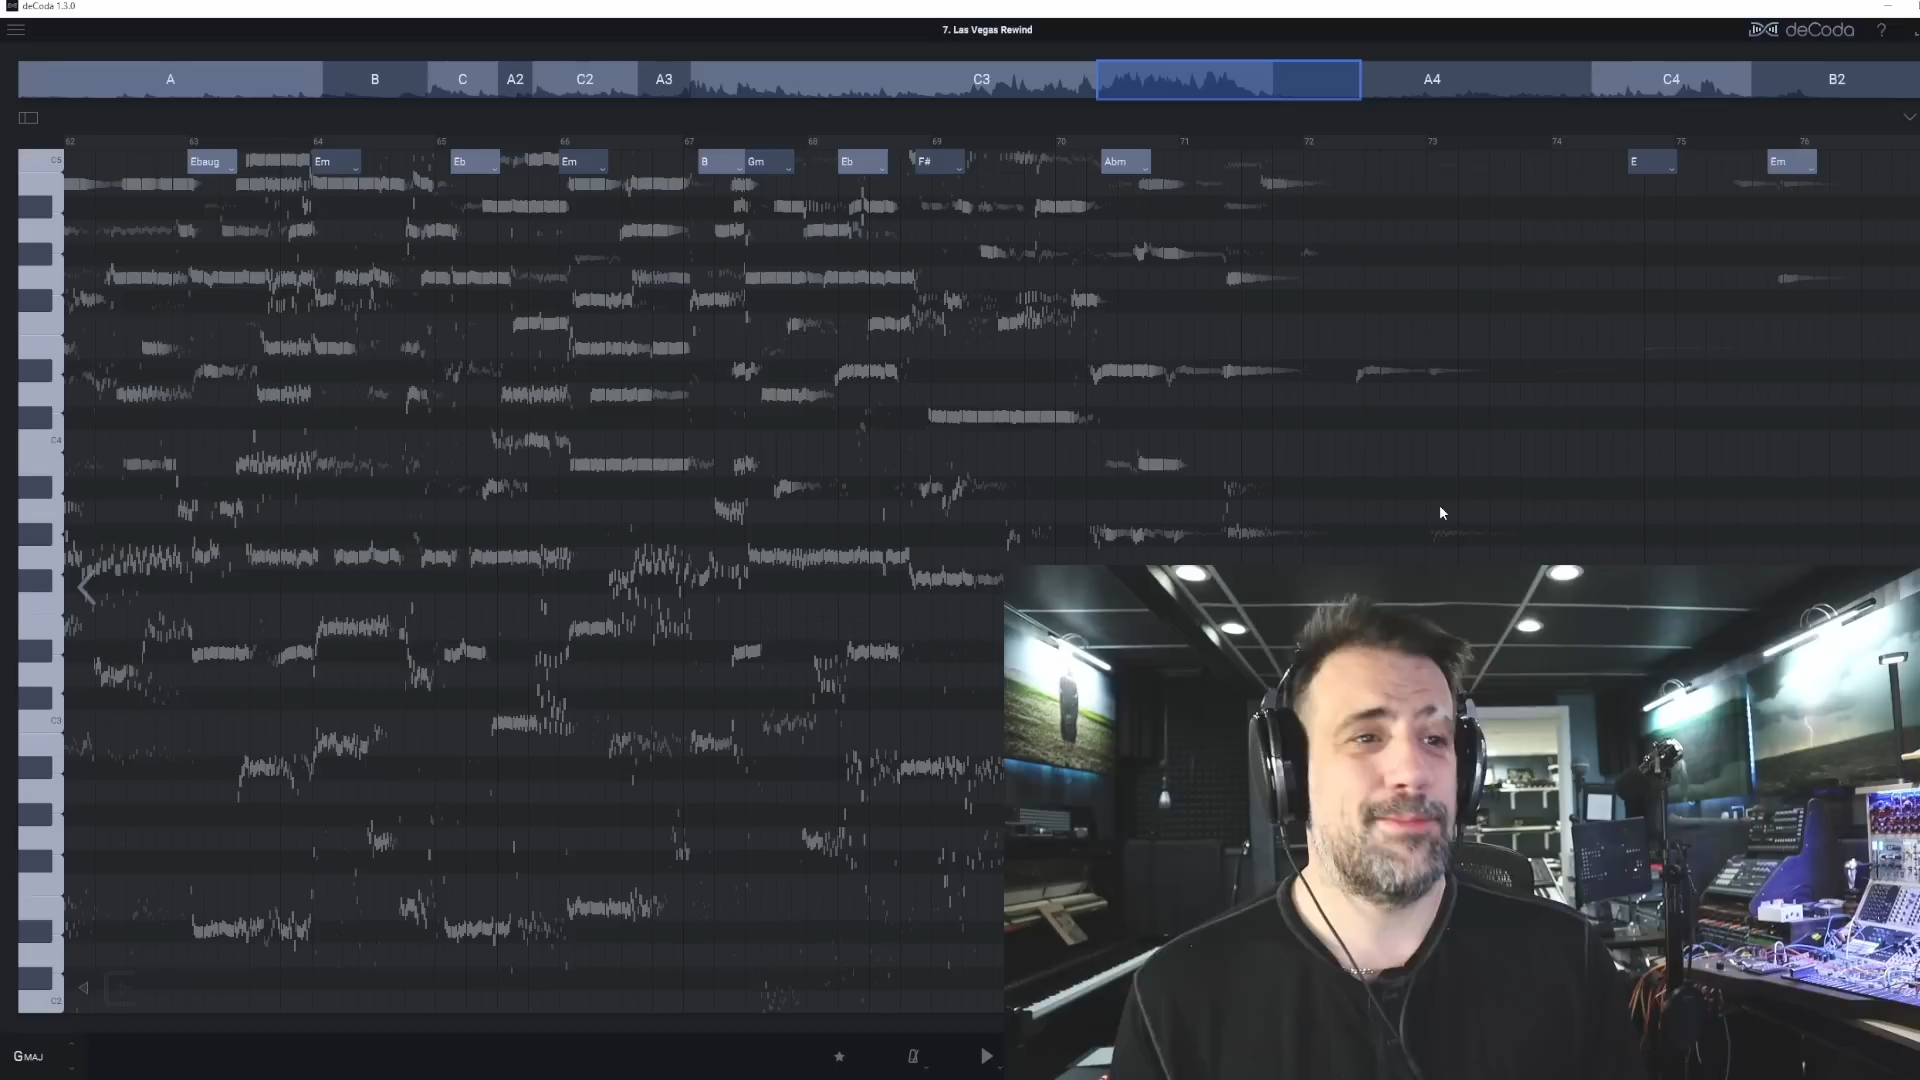 deCoda 1.3.0
7. Las Vegas Rewind
deCoda ?
A B C A2 C2 A3 C3 A4 C4 B2
62 63 64 65 66 67 68 69 70 71 72 73 74 75 76
C5 Ebaug Em Eb Em B Gm Eb F# Abm E Em
C4
C3
C2
G MAJ